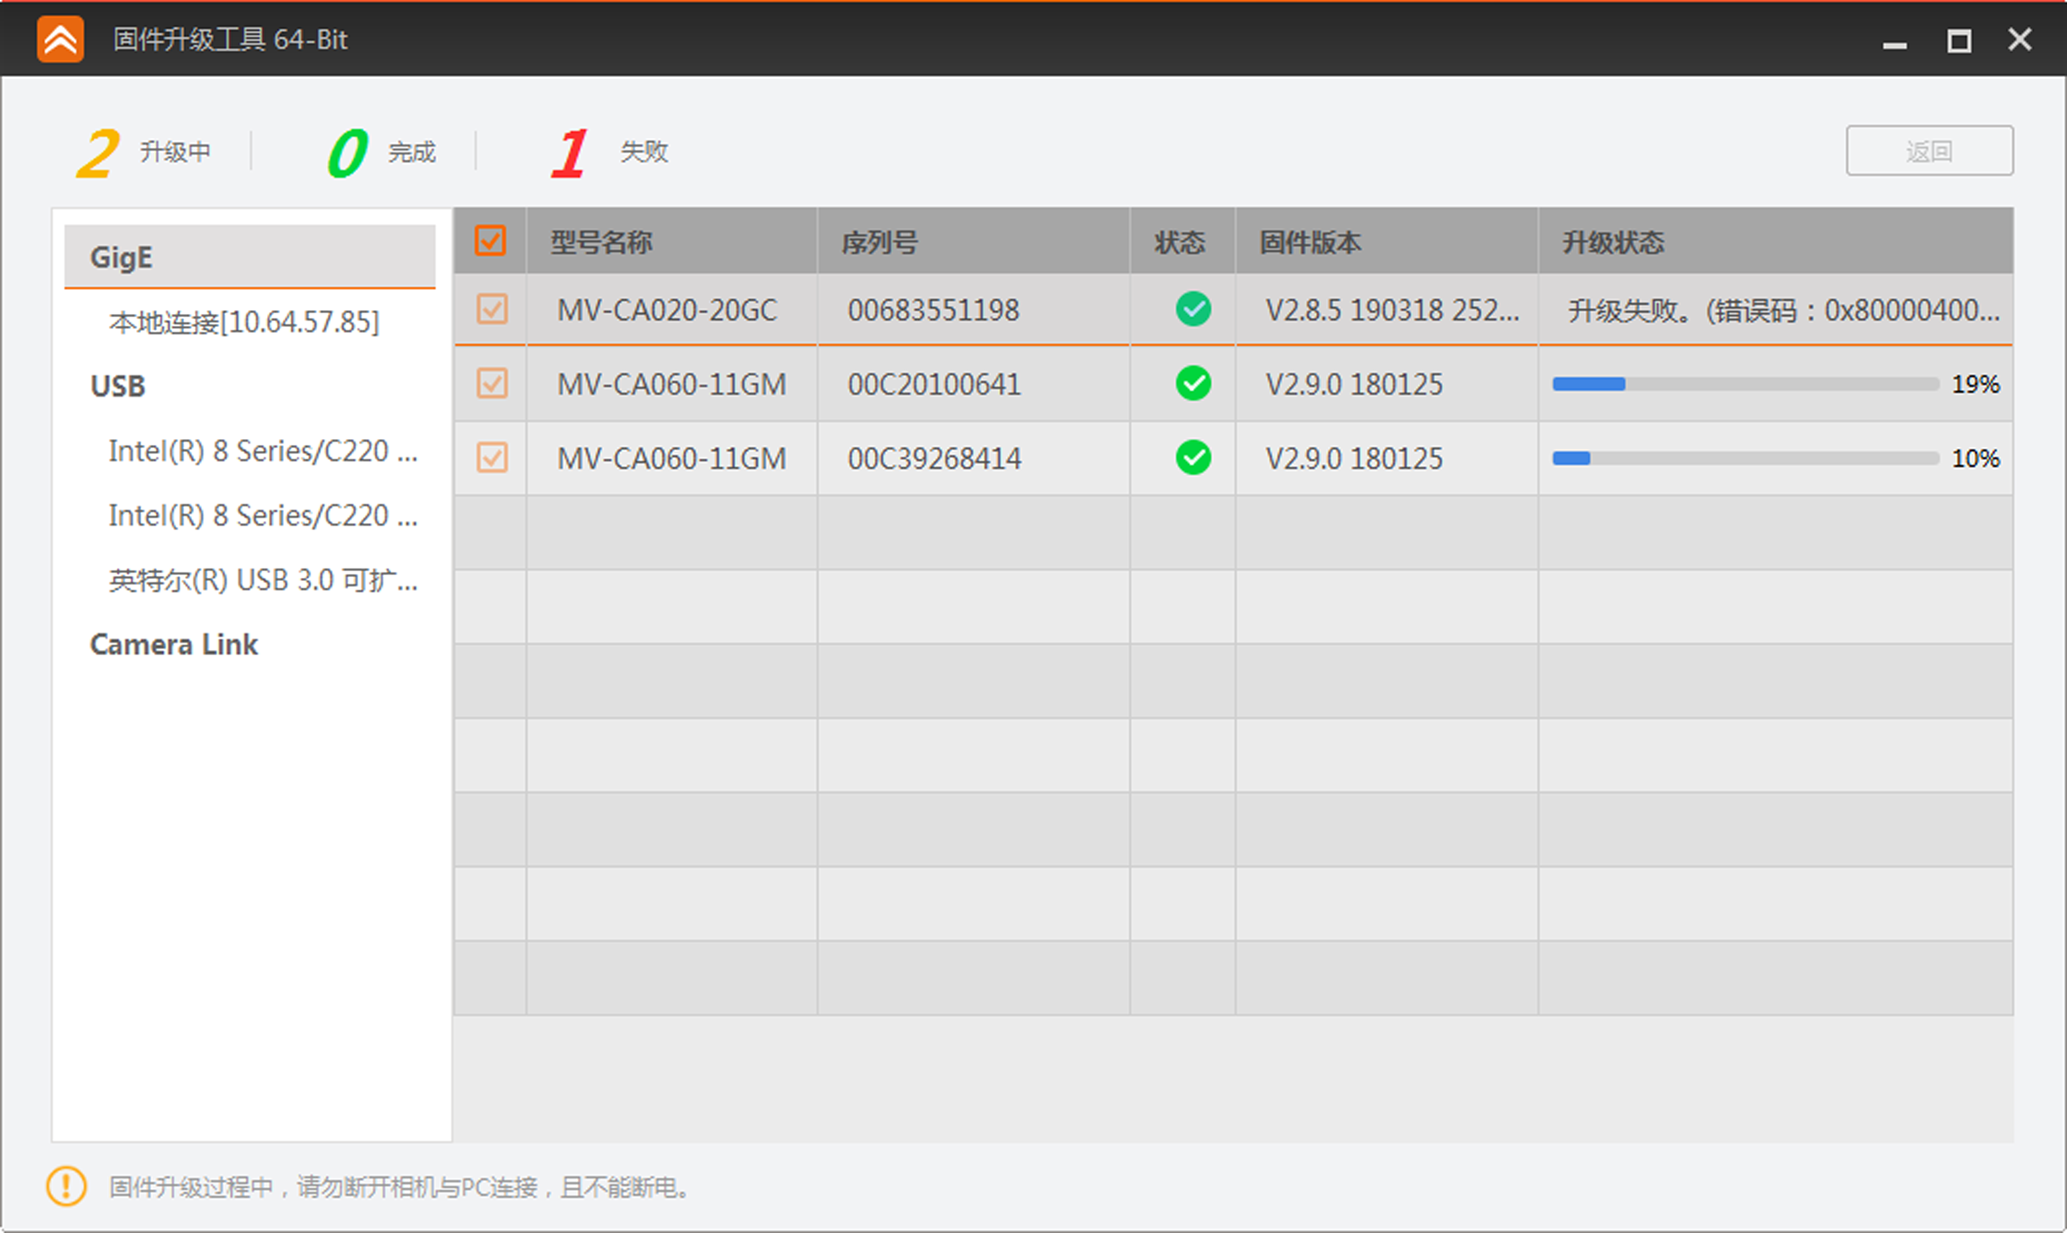 固件升级工具 64-Bit
2 升级中 0 完成 1 失败 返回
GigE
本地连接[10.64.57.85]
USB
Intel(R) 8 Series/C220 ...
Intel(R) 8 Series/C220 ...
英特尔(R) USB 3.0 可扩...
Camera Link
型号名称 序列号 状态 固件版本 升级状态
MV-CA020-20GC 00683551198 V2.8.5 190318 252... 升级失败。(错误码：0x80000400...
MV-CA060-11GM 00C20100641 V2.9.0 180125 19%
MV-CA060-11GM 00C39268414 V2.9.0 180125 10%
固件升级过程中，请勿断开相机与PC连接，且不能断电。